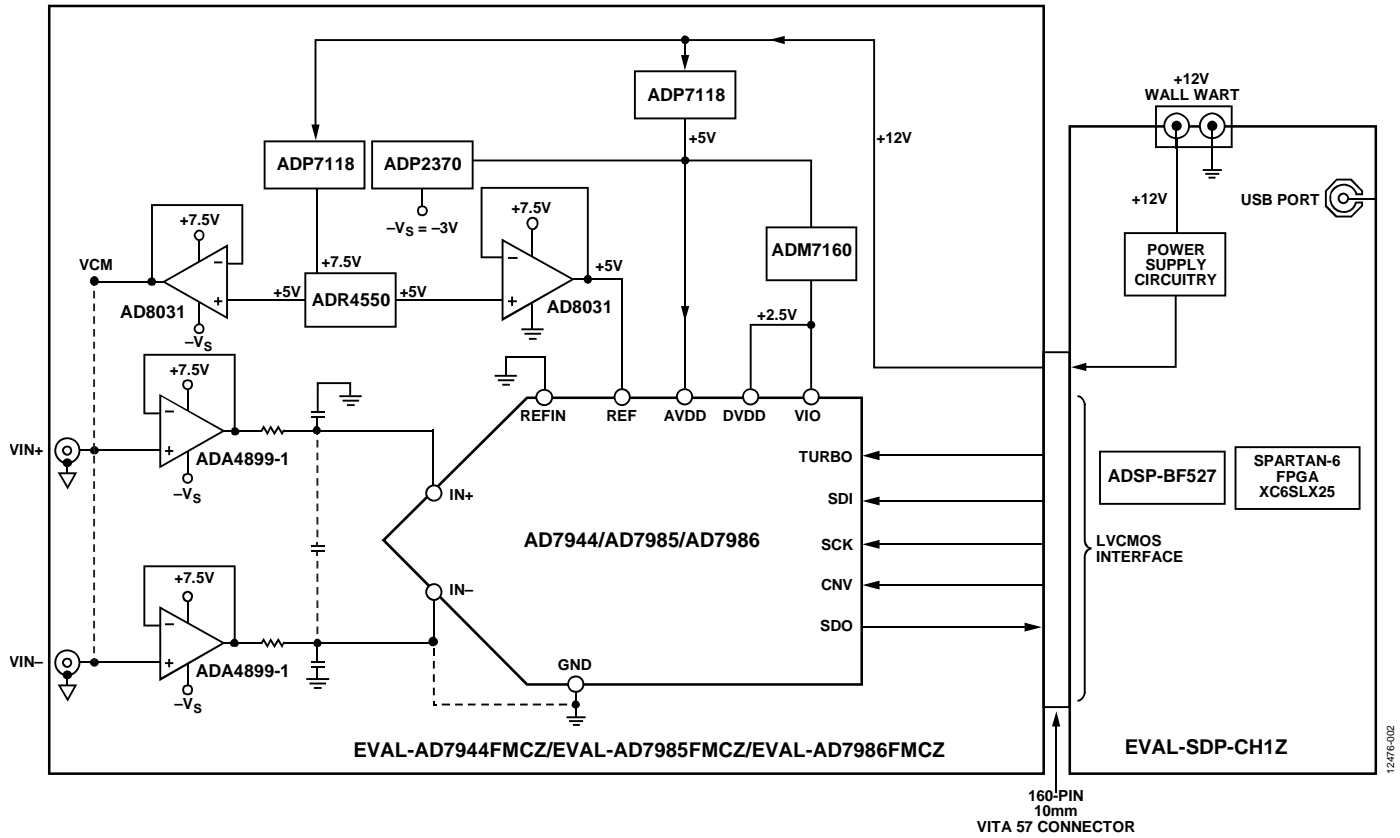 +12V
WALL WART
ADP7118
+5V
+12V
+12V
USB PORT
ADP7118
ADP2370
–VS = –3V
+7.5V
+7.5V
ADM7160
POWER
SUPPLY
CIRCUITRY
VCM
–
+
AD8031
–VS
+7.5V
+5V
ADR4550
+5V
–
+
AD8031
+5V
+2.5V
+7.5V
–
+
ADA4899-1
–VS
VIN+
REFIN
REF
AVDD
DVDD
VIO
TURBO
SDI
SCK
CNV
SDO
IN+
AD7944/AD7985/AD7986
IN–
GND
ADSP-BF527
SPARTAN-6
FPGA
XC6SLX25
LVCMOS
INTERFACE
+7.5V
–
+
ADA4899-1
–VS
VIN–
EVAL-AD7944FMCZ/EVAL-AD7985FMCZ/EVAL-AD7986FMCZ
EVAL-SDP-CH1Z
160-PIN
10mm
VITA 57 CONNECTOR
12476-002